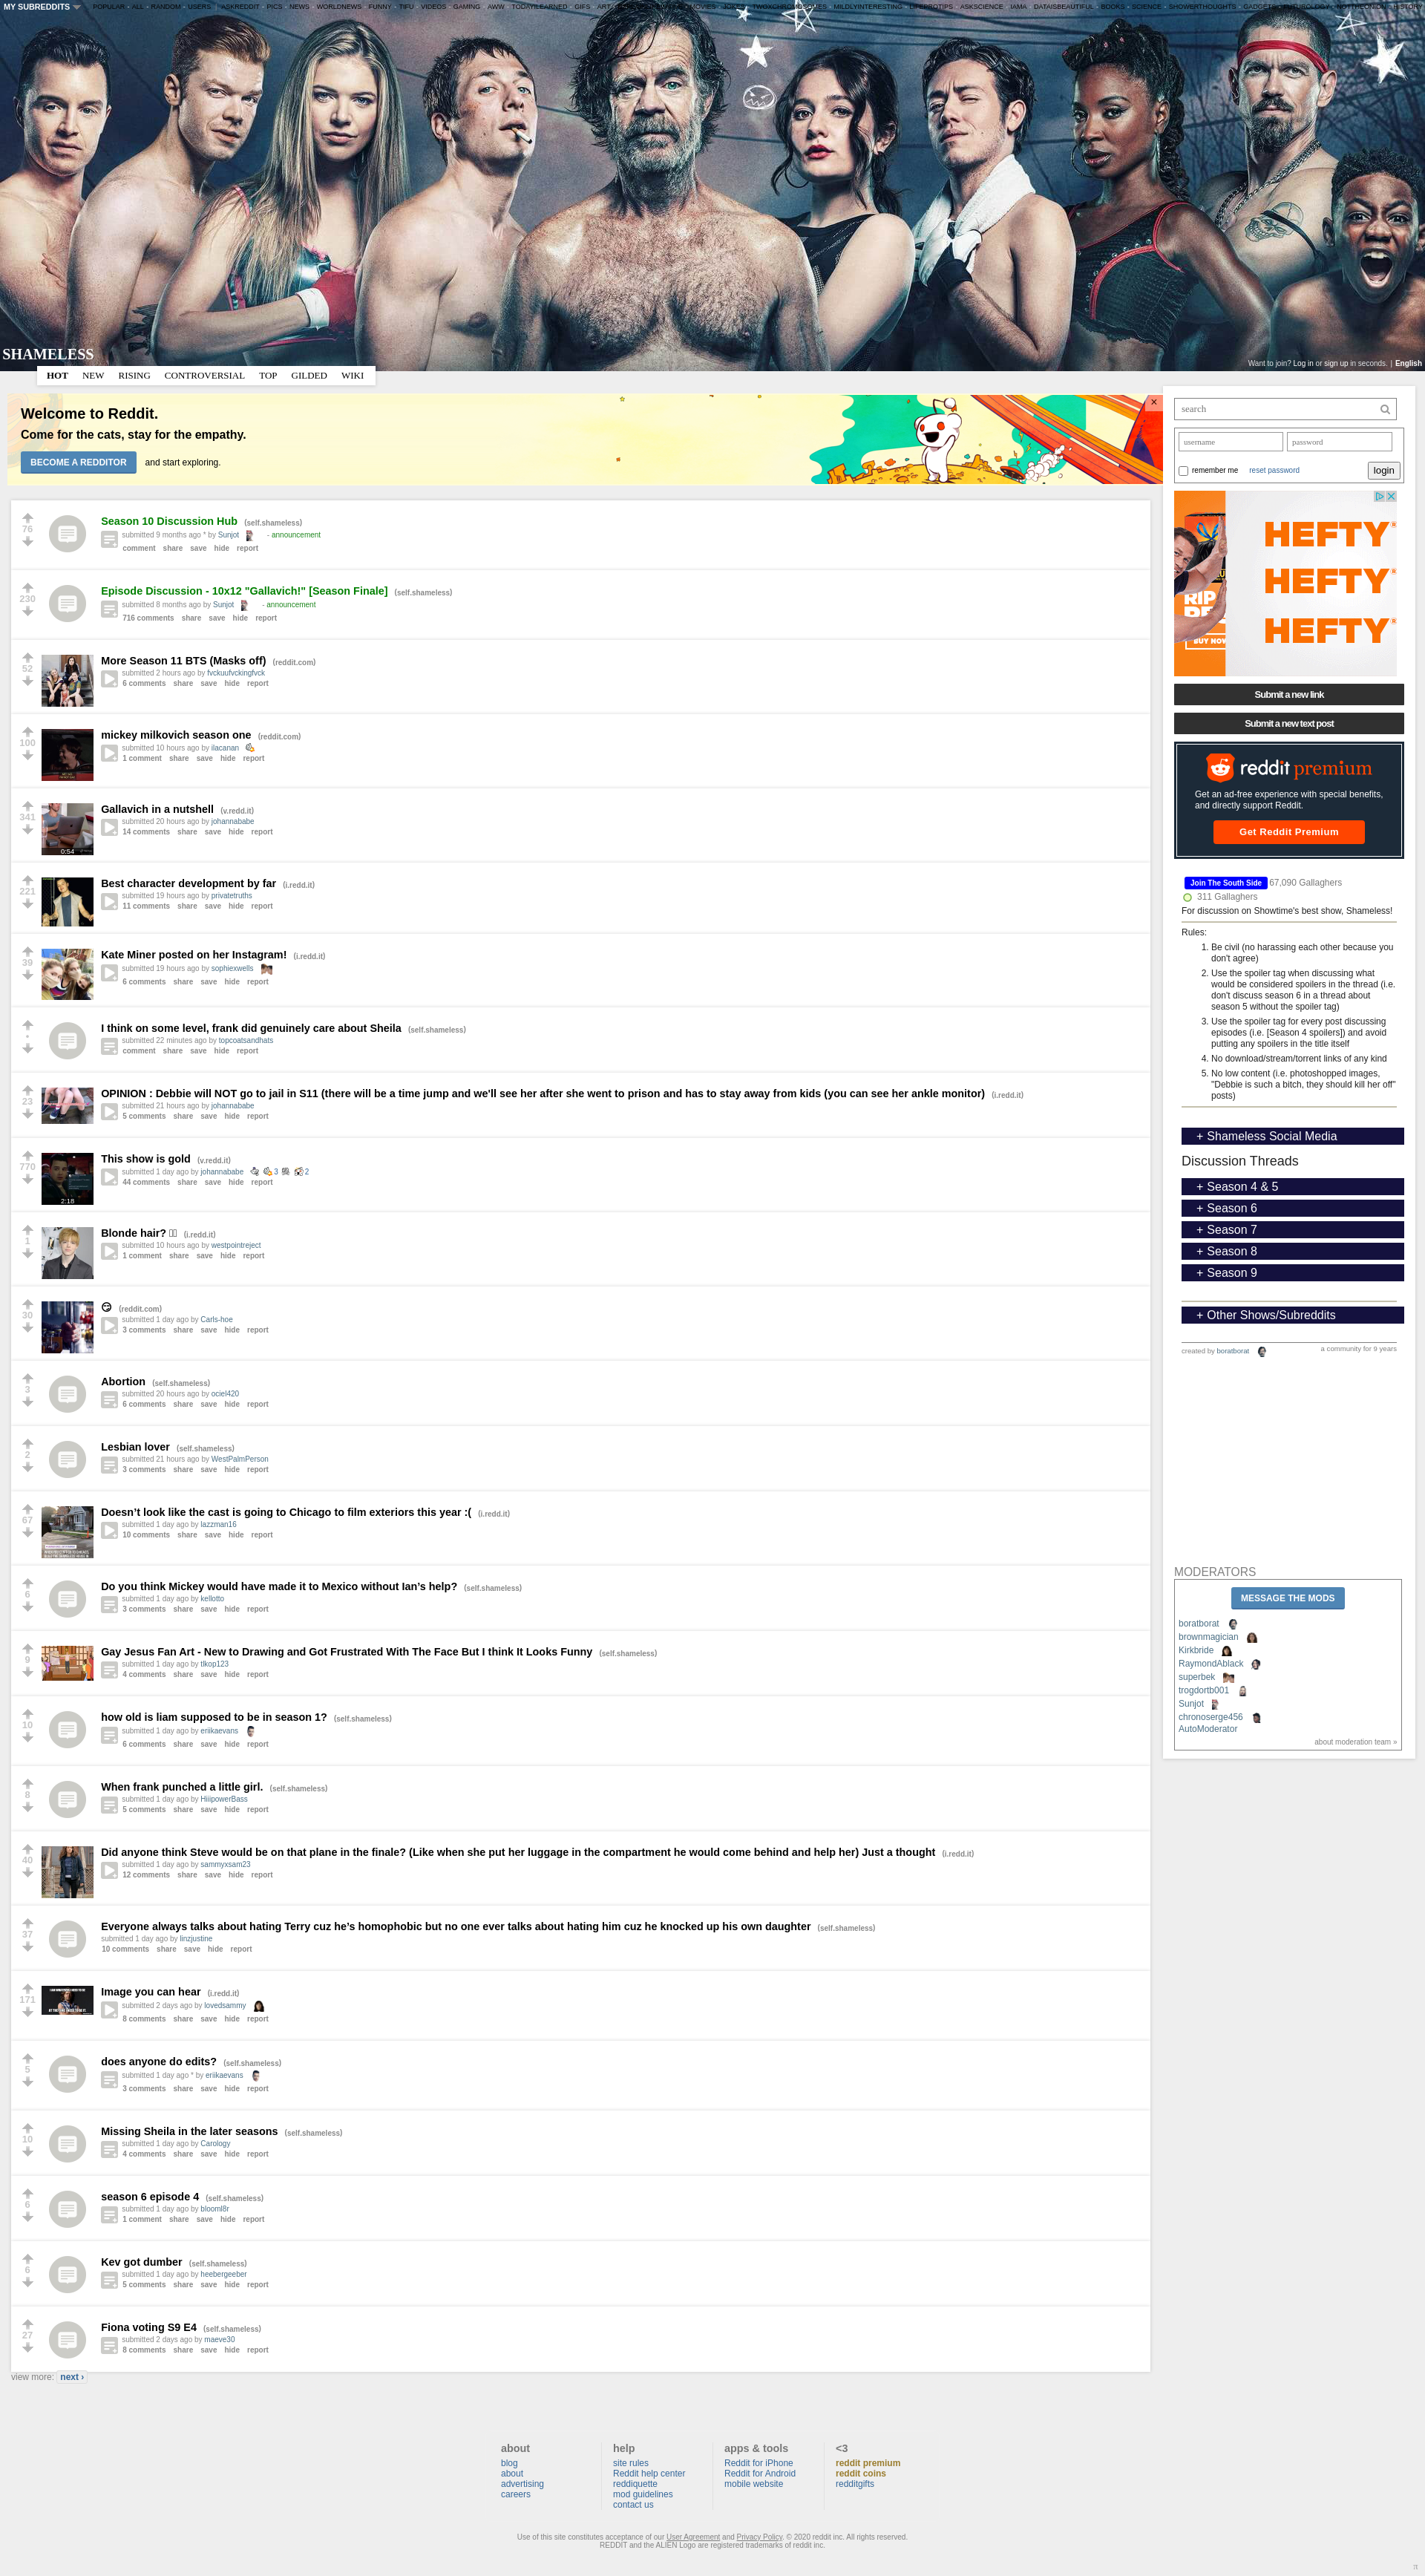 MY SUBREDDITS
POPULAR - ALL - RANDOM - USERS | ASKREDDIT - PICS - NEWS - WORLDNEWS - FUNNY - TIFU - VIDEOS - GAMING - AWW - TODAYILEARNED - GIFS - ART - MOVIES - MILDLYINTERESTING - LIFEPROTIPS - ASKSCIENCE - IAMA - DATAISBEAUTIFUL - BOOKS - SCIENCE - SHOWERTHOUGHTS - GADGETS
SHAMELESS
Want to join? Log in or sign up in seconds. | English
HOT NEW RISING CONTROVERSIAL TOP GILDED WIKI
Welcome to Reddit.
Come for the cats, stay for the empathy.
BECOME A REDDITOR and start exploring.
×
76
Season 10 Discussion Hub (self.shameless)
submitted 9 months ago * by Sunjot - announcement
comment share save hide report
230
Episode Discussion - 10x12 "Gallavich!" [Season Finale] (self.shameless)
submitted 8 months ago by Sunjot - announcement
716 comments share save hide report
52
More Season 11 BTS (Masks off) (reddit.com)
submitted 2 hours ago by fvckuufvckingfvck
6 comments share save hide report
100
mickey milkovich season one (reddit.com)
submitted 10 hours ago by ilacanan
1 comment share save hide report
341
0:54
Gallavich in a nutshell (v.redd.it)
submitted 20 hours ago by johannababe
14 comments share save hide report
221
Best character development by far (i.redd.it)
submitted 19 hours ago by privatetruths
11 comments share save hide report
39
Kate Miner posted on her Instagram! (i.redd.it)
submitted 19 hours ago by sophiexwells
6 comments share save hide report
•
I think on some level, frank did genuinely care about Sheila (self.shameless)
submitted 22 minutes ago by topcoatsandhats
comment share save hide report
23
OPINION : Debbie will NOT go to jail in S11 (there will be a time jump and we'll see her after she went to prison and has to stay away from kids (you can see her ankle monitor) (i.redd.it)
submitted 21 hours ago by johannababe
5 comments share save hide report
770
2:18
This show is gold (v.redd.it)
submitted 1 day ago by johannababe 3 2
44 comments share save hide report
1
Blonde hair? (i.redd.it)
submitted 10 hours ago by westpointreject
1 comment share save hide report
30
😏 (reddit.com)
submitted 1 day ago by Carls-hoe
3 comments share save hide report
3
Abortion (self.shameless)
submitted 20 hours ago by ociel420
6 comments share save hide report
2
Lesbian lover (self.shameless)
submitted 21 hours ago by WestPalmPerson
3 comments share save hide report
67
Doesn’t look like the cast is going to Chicago to film exteriors this year :( (i.redd.it)
submitted 1 day ago by lazzman16
10 comments share save hide report
6
Do you think Mickey would have made it to Mexico without Ian’s help? (self.shameless)
submitted 1 day ago by kellotto
3 comments share save hide report
9
Gay Jesus Fan Art - New to Drawing and Got Frustrated With The Face But I think It Looks Funny (self.shameless)
submitted 1 day ago by tlkop123
4 comments share save hide report
10
how old is liam supposed to be in season 1? (self.shameless)
submitted 1 day ago by eriikaevans
6 comments share save hide report
8
When frank punched a little girl. (self.shameless)
submitted 1 day ago by HiiipowerBass
5 comments share save hide report
40
Did anyone think Steve would be on that plane in the finale? (Like when she put her luggage in the compartment he would come behind and help her) Just a thought (i.redd.it)
submitted 1 day ago by sammyxsam23
12 comments share save hide report
37
Everyone always talks about hating Terry cuz he’s homophobic but no one ever talks about hating him cuz he knocked up his own daughter (self.shameless)
submitted 1 day ago by linzjustine
10 comments share save hide report
171
Image you can hear (i.redd.it)
submitted 2 days ago by lovedsammy
8 comments share save hide report
5
does anyone do edits? (self.shameless)
submitted 1 day ago * by eriikaevans
3 comments share save hide report
10
Missing Sheila in the later seasons (self.shameless)
submitted 1 day ago by Carology
4 comments share save hide report
6
season 6 episode 4 (self.shameless)
submitted 1 day ago byblooml8r
1 comment share save hide report
6
Kev got dumber (self.shameless)
submitted 1 day ago by heebergeeber
5 comments share save hide report
27
Fiona voting S9 E4 (self.shameless)
submitted 2 days ago by maeve30
8 comments share save hide report
view more: next ›
search
username password
remember me reset password login
HEFTY
HEFTY
HEFTY
Submit a new link
Submit a new text post
reddit premium
Get an ad-free experience with special benefits, and directly support Reddit.
Get Reddit Premium
Join The South Side 67,090 Gallaghers
311 Gallaghers
For discussion on Showtime's best show, Shameless!
Rules:
1. Be civil (no harassing each other because you don't agree)
2. Use the spoiler tag when discussing what would be considered spoilers in the thread (i.e. don't discuss season 6 in a thread about season 5 without the spoiler tag)
3. Use the spoiler tag for every post discussing episodes (i.e. [Season 4 spoilers]) and avoid putting any spoilers in the title itself
4. No download/stream/torrent links of any kind
5. No low content (i.e. photoshopped images, "Debbie is such a bitch, they should kill her off" posts)
+ Shameless Social Media
Discussion Threads
+ Season 4 & 5
+ Season 6
+ Season 7
+ Season 8
+ Season 9
+ Other Shows/Subreddits
created by boratborat a community for 9 years
MODERATORS
MESSAGE THE MODS
boratborat
brownmagician
Kirkbride
RaymondAblack
superbek
trogdortb001
Sunjot
chronoserge456
AutoModerator
about moderation team »
about
blog
about
advertising
careers
help
site rules
Reddit help center
reddiquette
mod guidelines
contact us
apps & tools
Reddit for iPhone
Reddit for Android
mobile website
<3
reddit premium
reddit coins
redditgifts
Use of this site constitutes acceptance of our User Agreement and Privacy Policy. © 2020 reddit inc. All rights reserved.
REDDIT and the ALIEN Logo are registered trademarks of reddit inc.
π